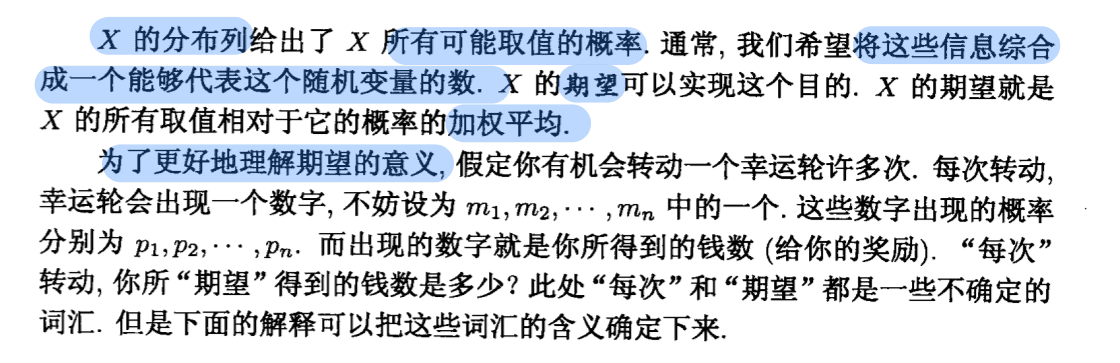 X 的分布列给出了 X 所有可能取值的概率. 通常, 我们希望将这些信息综合
成一个能够代表这个随机变量的数. X 的期望可以实现这个目的. X 的期望就是
X 的所有取值相对于它的概率的加权平均.
为了更好地理解期望的意义, 假定你有机会转动一个幸运轮许多次. 每次转动,
幸运轮会出现一个数字, 不妨设为 m₁, m₂, ⋯ , mₙ 中的一个. 这些数字出现的概率
分别为 p₁, p₂, ⋯ , pₙ. 而出现的数字就是你所得到的钱数 (给你的奖励). “每次”
转动, 你所“期望”得到的钱数是多少? 此处“每次”和“期望”都是一些不确定的
词汇. 但是下面的解释可以把这些词汇的含义确定下来.